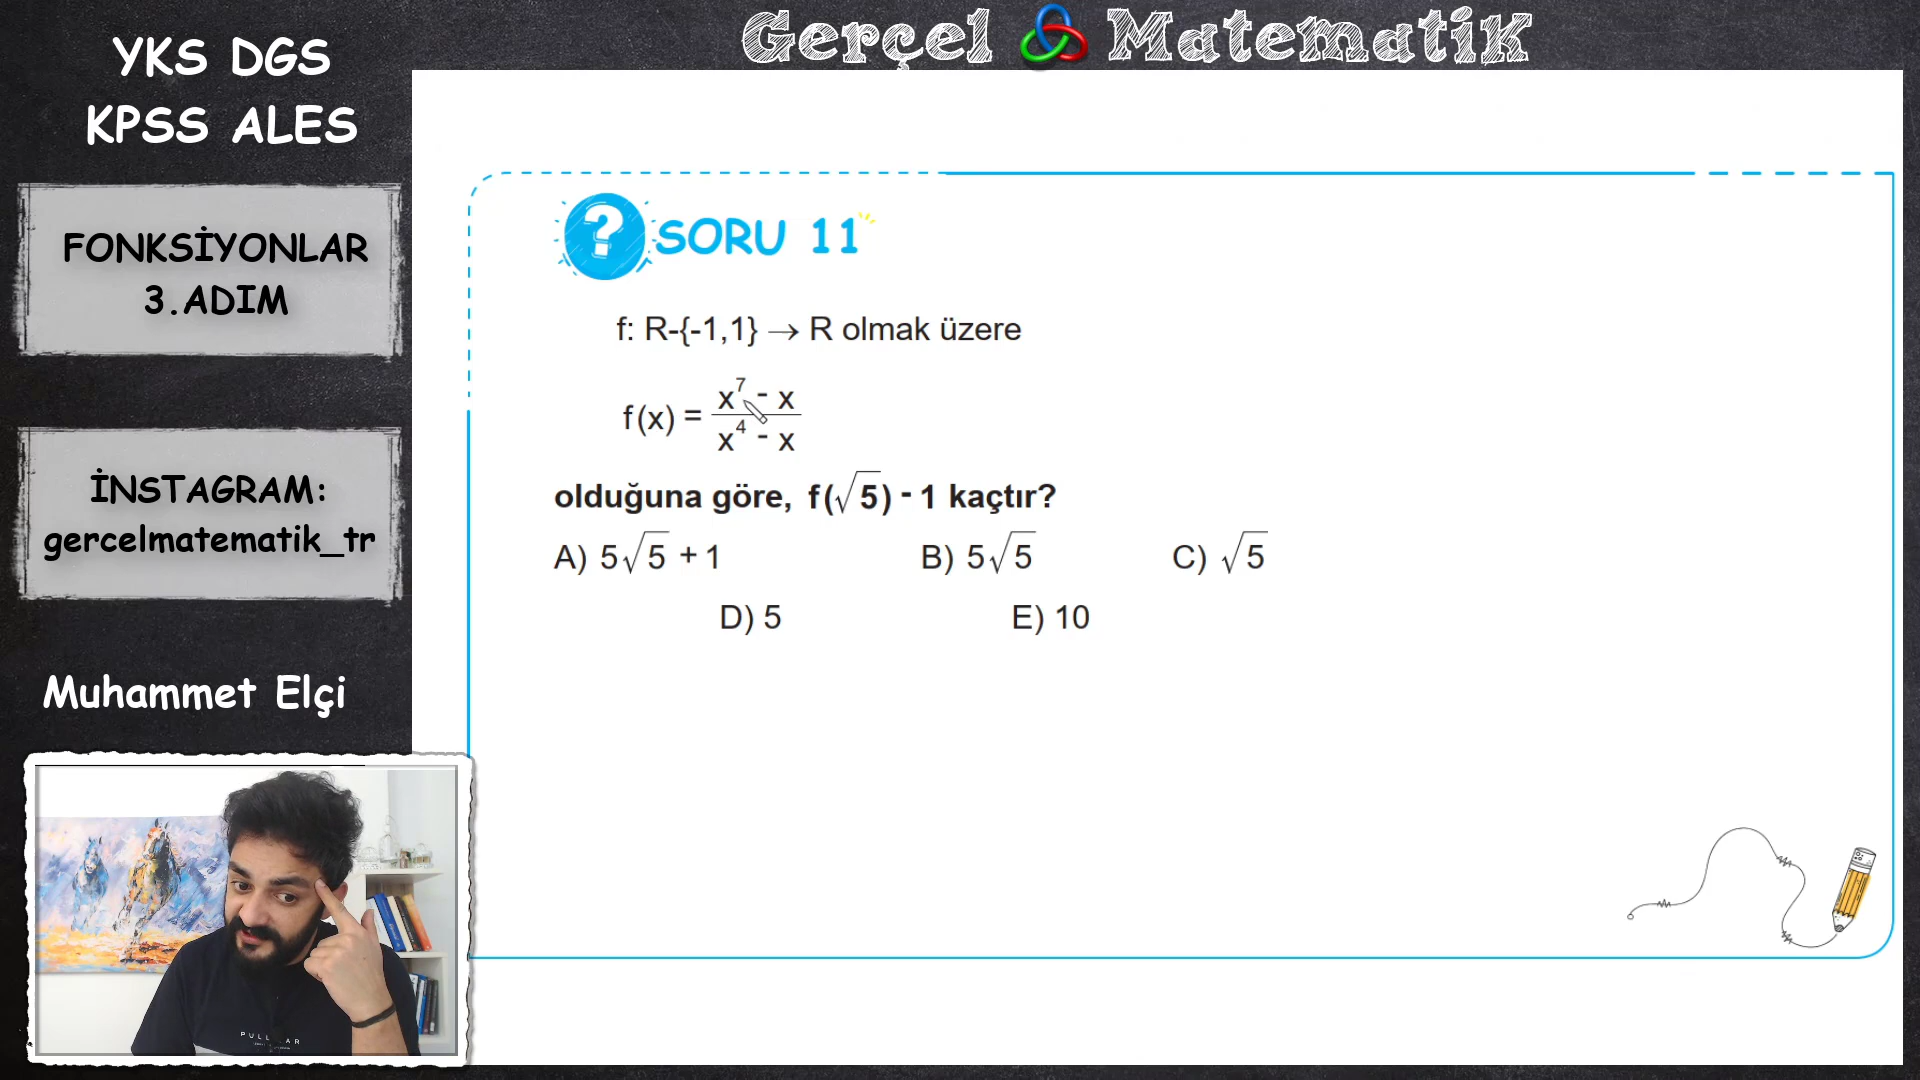 Gerçel Matematik
YKS DGS
KPSS ALES
FONKSİYONLAR
3.ADIM
İNSTAGRAM:
gercelmatematik_tr
Muhammet Elçi
? SORU 11
f: R-{-1,1} → R olmak üzere
f(x) = (x⁷ - x) / (x⁴ - x)
olduğuna göre, f(√5) - 1 kaçtır?
A) 5√5 + 1 B) 5√5 C) √5
D) 5 E) 10